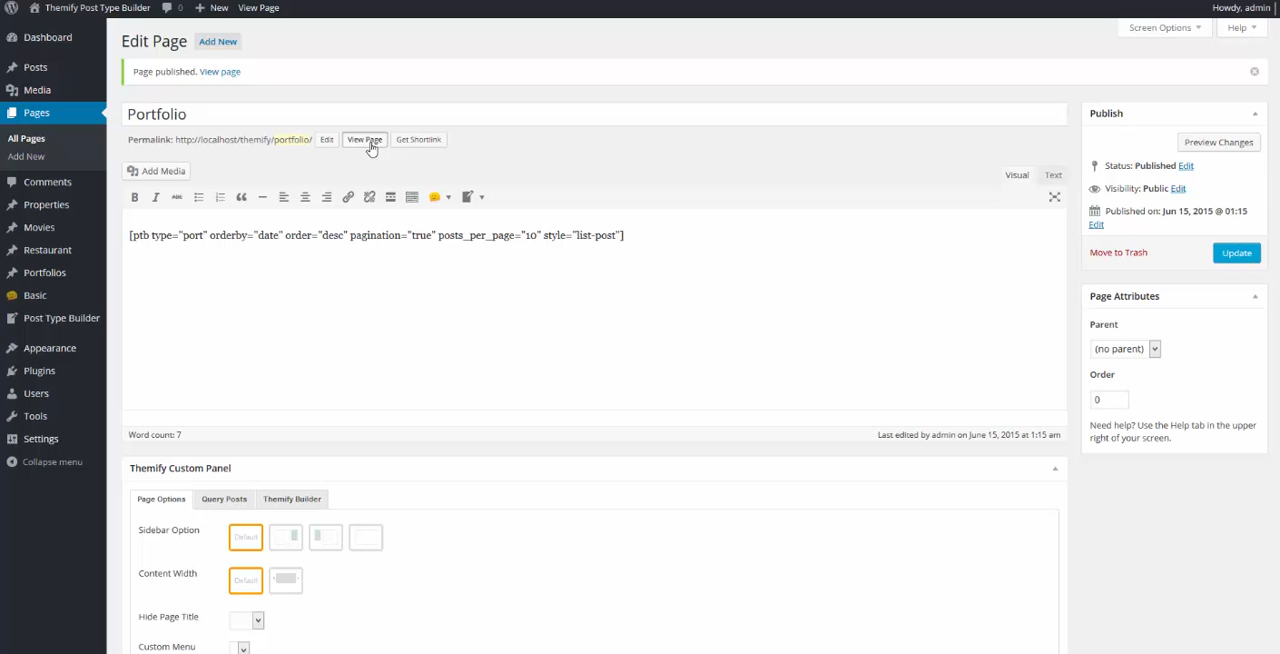 Themify Post Type Builder 0 New View Page Howdy, admin
Dashboard
Posts
Media
Pages
All Pages
Add New
Comments
Properties
Movies
Restaurant
Portfolios
Basic
Post Type Builder
Appearance
Plugins
Users
Tools
Settings
Collapse menu
Screen Options Help
Edit Page Add New
Page published. View page
Portfolio
Permalink: http://localhost/themify/portfolio/ Edit View Page Get Shortlink
Add Media
Visual Text
B I ABC
[ptb type="port" orderby="date" order="desc" pagination="true" posts_per_page="10" style="list-post"]
Word count: 7 Last edited by admin on June 15, 2015 at 1:15 am
Themify Custom Panel
Page Options Query Posts Themify Builder
Sidebar Option Default
Content Width Default
Hide Page Title
Custom Menu
Publish
Preview Changes
Status: Published Edit
Visibility: Public Edit
Published on: Jun 15, 2015 @ 01:15
Edit
Move to Trash Update
Page Attributes
Parent
(no parent)
Order
0
Need help? Use the Help tab in the upper
right of your screen.